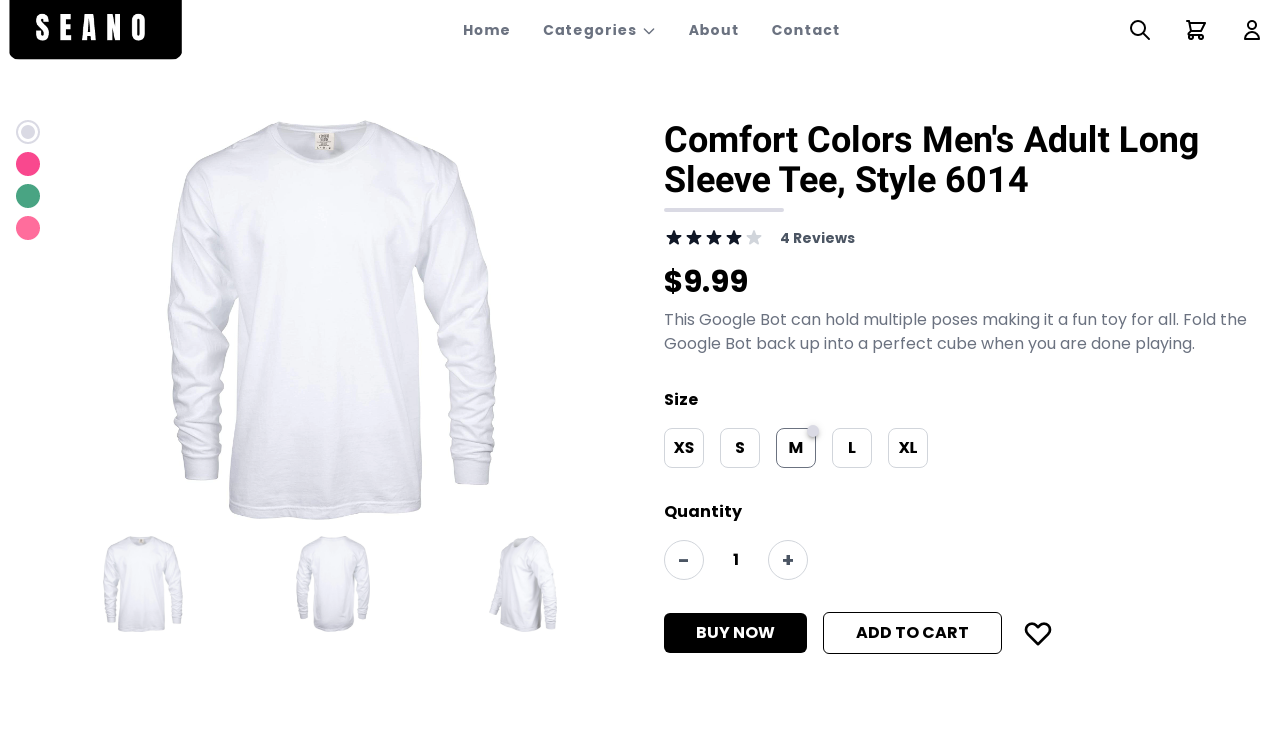 SEANO
Home
Categories
About
Contact
Comfort Colors Men's Adult Long
Sleeve Tee, Style 6014
4 Reviews
$9.99
This Google Bot can hold multiple poses making it a fun toy for all. Fold the
Google Bot back up into a perfect cube when you are done playing.
Size
XS
S
M
L
XL
Quantity
-
1
+
BUY NOW
ADD TO CART